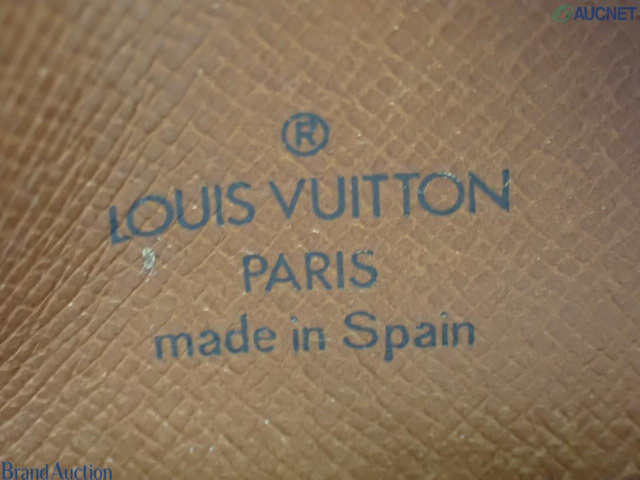 AUCNET
®
LOUIS VUITTON
PARIS
made in Spain
BrandAuction